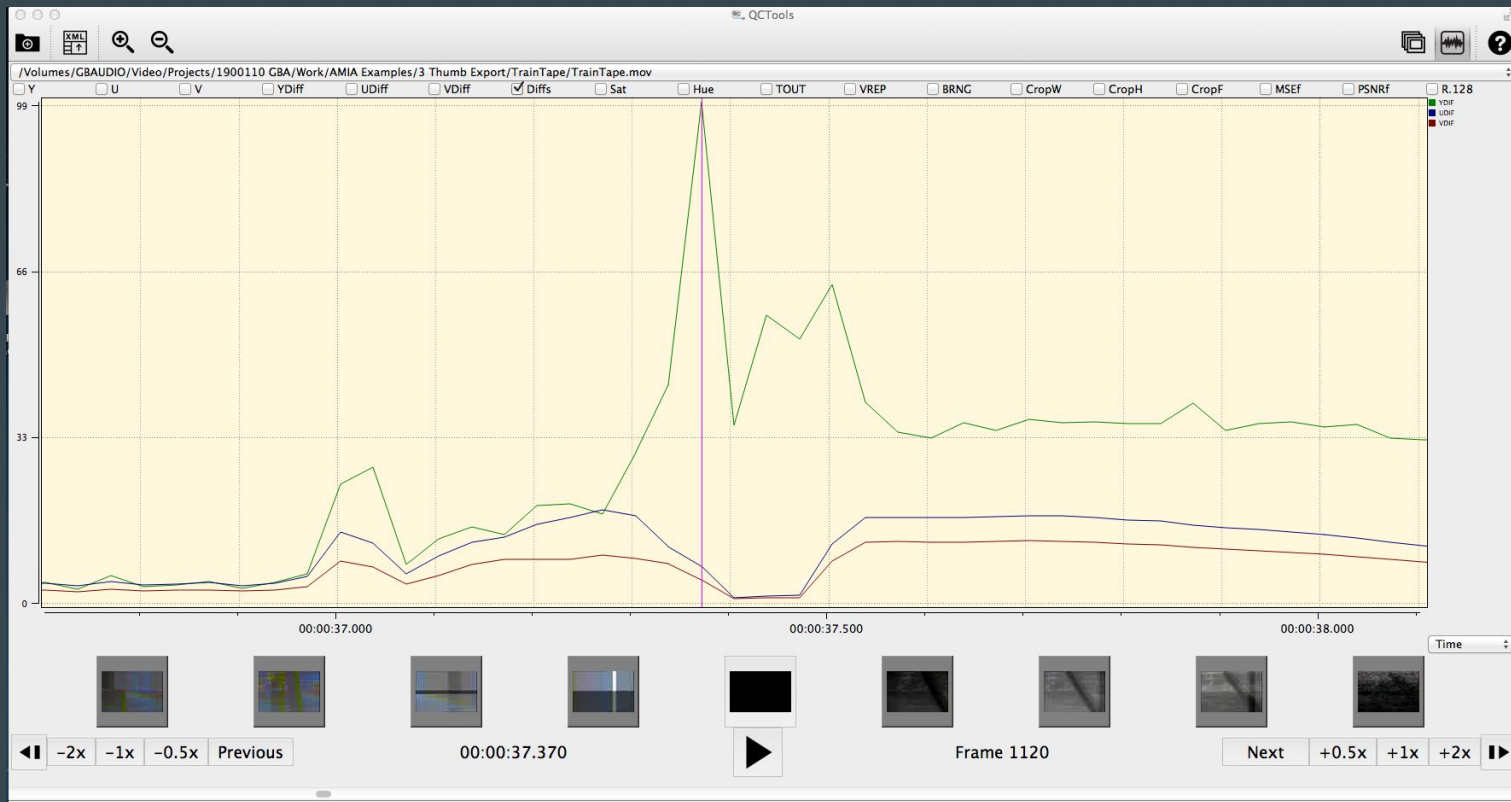 QCTools
XML
/Volumes/GBAUDIO/Video/Projects/1900110 GBA/Work/AMIA Examples/3 Thumb Export/TrainTape/TrainTape.mov
Y U V YDiff UDiff VDiff Diffs Sat Hue TOUT VREP BRNG CropW CropH CropF MSEf PSNRf R.128
YDIF
UDIF
VDIF
99
66
33
0
00:00:37.000 00:00:37.500 00:00:38.000
Time
-2x -1x -0.5x Previous 00:00:37.370 Frame 1120 Next +0.5x +1x +2x